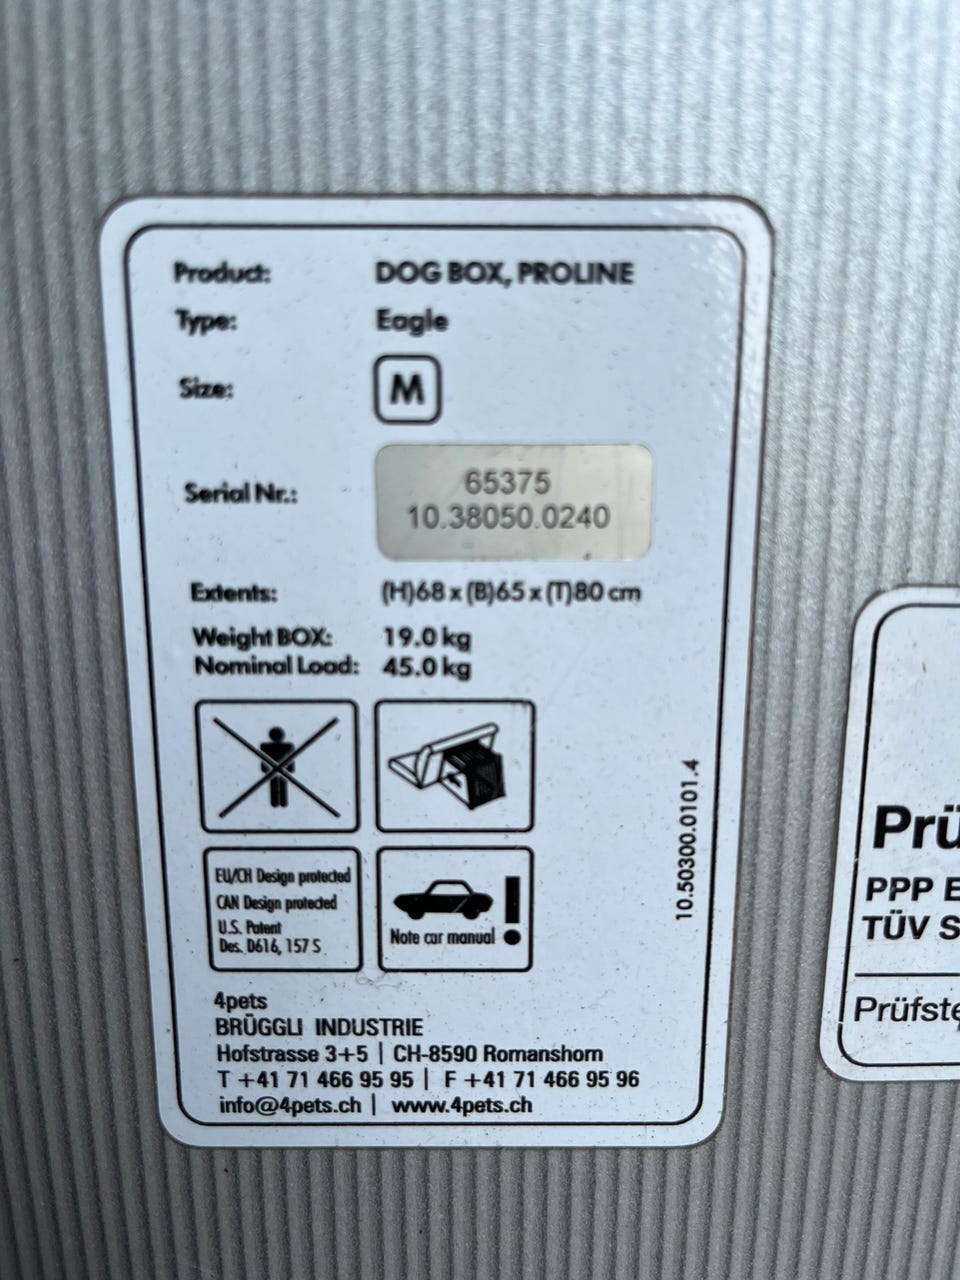 Product: DOG BOX, PROLINE
Type: Eagle
Size: M
Serial Nr.: 65375
10.38050.0240
Extents: (H)68 x (B)65 x (T)80 cm
Weight BOX: 19.0 kg
Nominal Load: 45.0 kg
EU/CH Design protected
CAN Design protected
U.S. Patent
Des. D616, 157 S
Note car manual !
10.50300.0101.4
4pets
BRÜGGLI INDUSTRIE
Hofstrasse 3+5 | CH-8590 Romanshorn
T +41 71 466 95 95 | F +41 71 466 95 96
info@4pets.ch | www.4pets.ch
Prü
PPP E
TÜV S
Prüfste